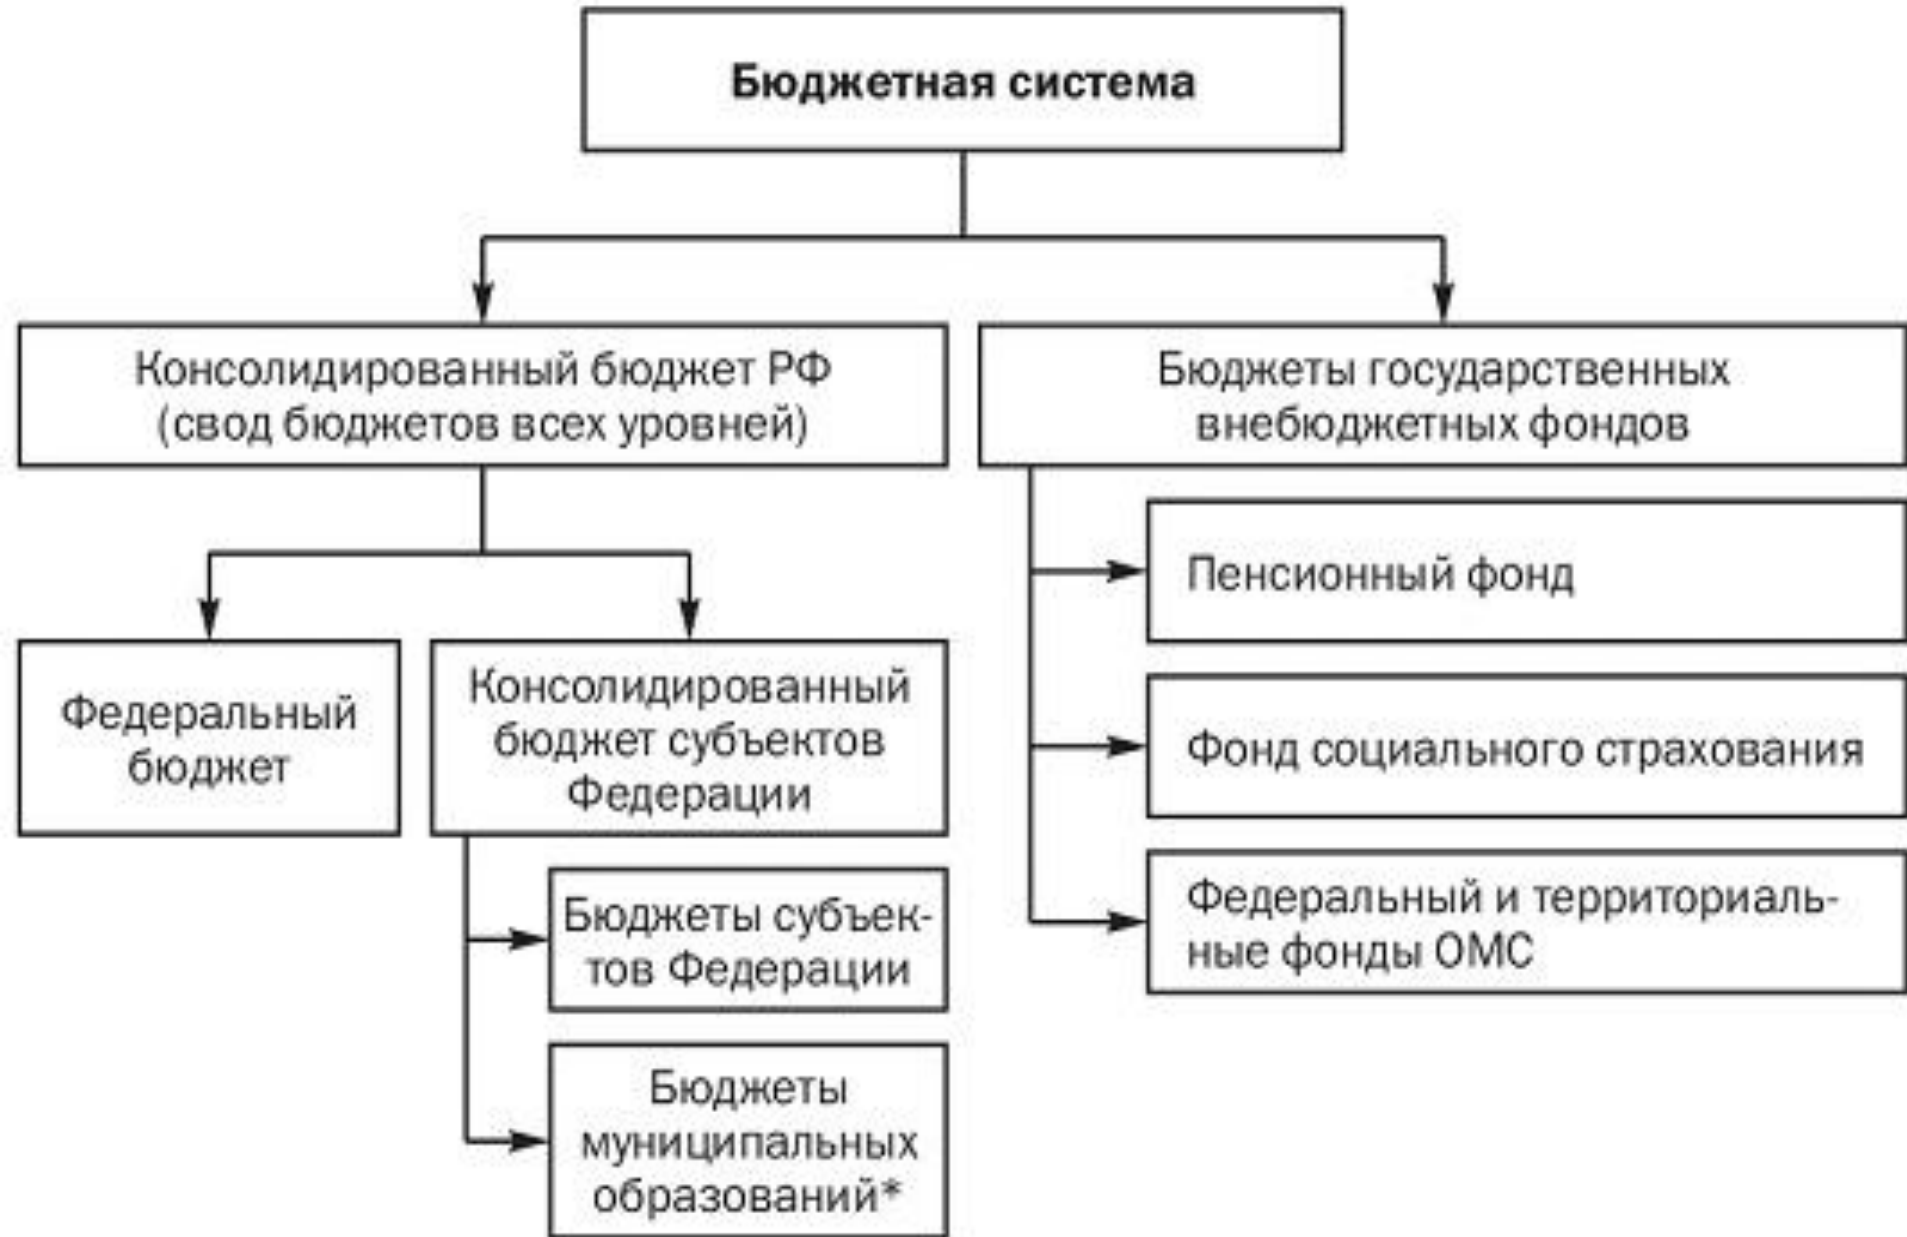 Бюджетная система
Консолидированный бюджет РФ
(свод бюджетов всех уровней)
Бюджеты государственных
внебюджетных фондов
Пенсионный фонд
Фонд социального страхования
Федеральный и территориаль-
ные фонды ОМС
Федеральный
бюджет
Консолидированный
бюджет субъектов
Федерации
Бюджеты субъек-
тов Федерации
Бюджеты
муниципальных
образований*